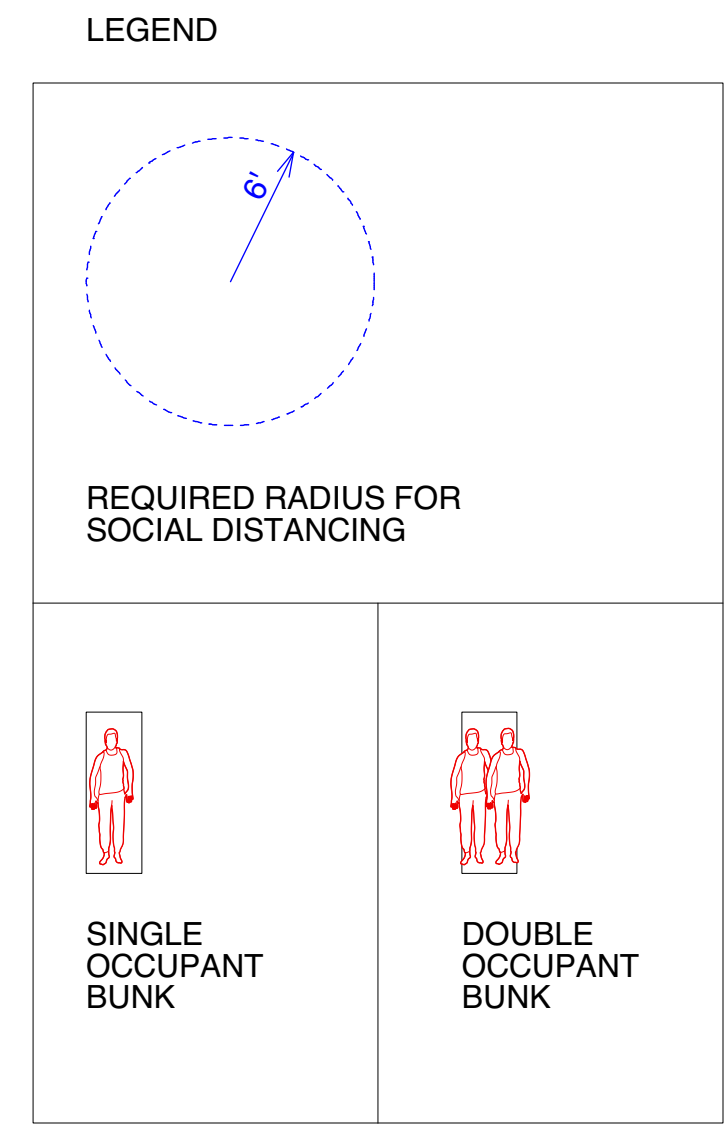 LEGEND
6'
REQUIRED RADIUS FOR
SOCIAL DISTANCING
SINGLE
OCCUPANT
BUNK
DOUBLE
OCCUPANT
BUNK